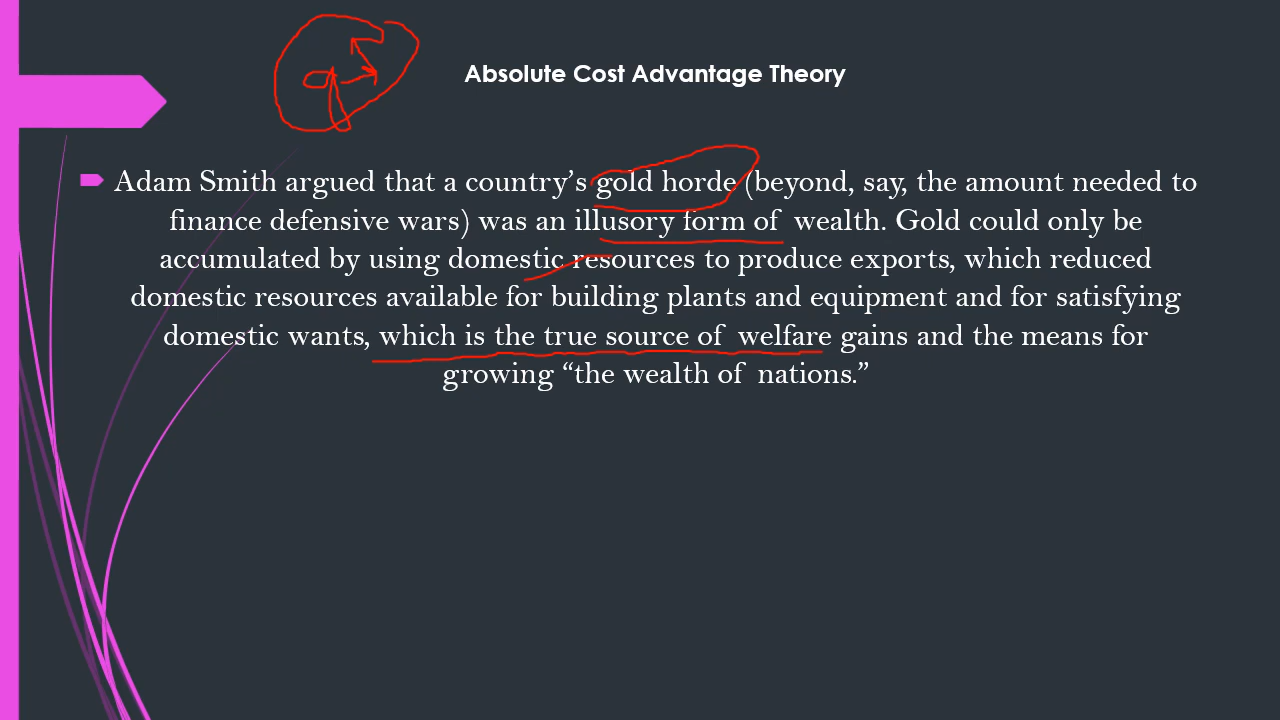 Absolute Cost Advantage Theory
Adam Smith argued that a country’s gold horde (beyond, say, the amount needed to
finance defensive wars) was an illusory form of wealth. Gold could only be
accumulated by using domestic resources to produce exports, which reduced
domestic resources available for building plants and equipment and for satisfying
domestic wants, which is the true source of welfare gains and the means for
growing “the wealth of nations.”